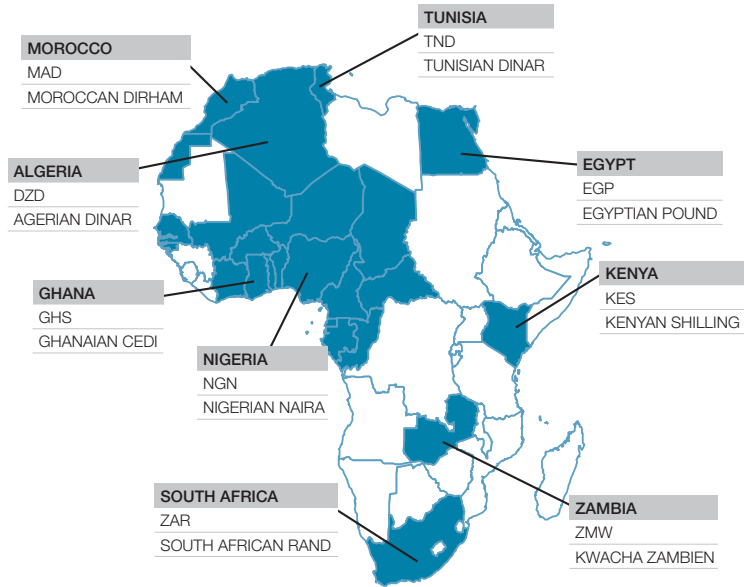 TUNISIA
TND
TUNISIAN DINAR
MOROCCO
MAD
MOROCCAN DIRHAM
ALGERIA
DZD
AGERIAN DINAR
EGYPT
EGP
EGYPTIAN POUND
GHANA
GHS
GHANAIAN CEDI
KENYA
KES
KENYAN SHILLING
NIGERIA
NGN
NIGERIAN NAIRA
SOUTH AFRICA
ZAR
SOUTH AFRICAN RAND
ZAMBIA
ZMW
KWACHA ZAMBIEN